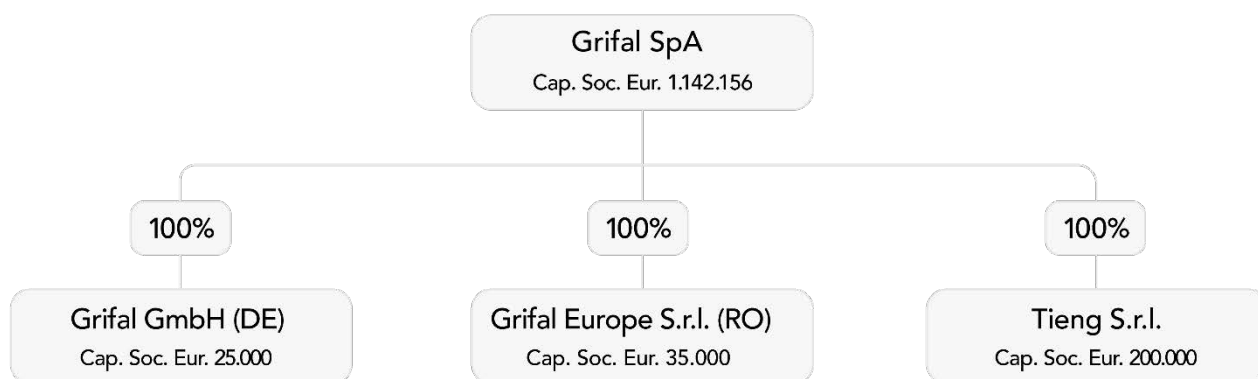 Grifal SpA
Cap. Soc. Eur. 1.142.156
100%
100%
100%
Grifal GmbH (DE)
Cap. Soc. Eur. 25.000
Grifal Europe S.r.l. (RO)
Cap. Soc. Eur. 35.000
Tieng S.r.l.
Cap. Soc. Eur. 200.000